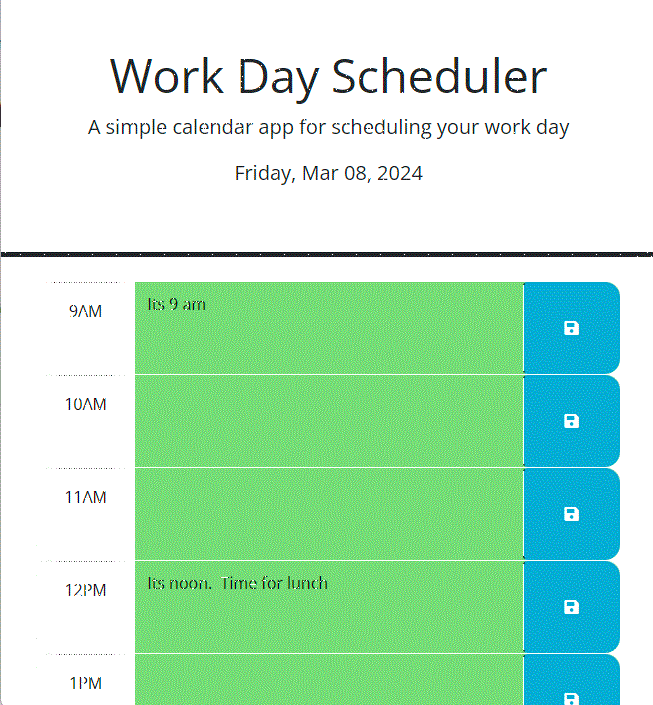 Work Day Scheduler
A simple calendar app for scheduling your work day
Friday, Mar 08, 2024
9AM
Its 9 am
10AM
11AM
12PM
Its noon. Time for lunch
1PM